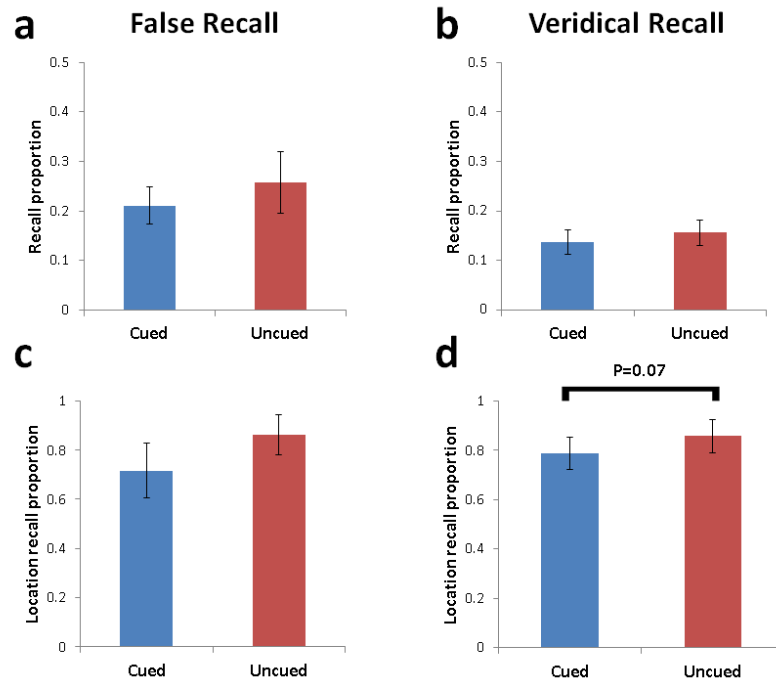 a False Recall
b Veridical Recall
Recall proportion
0.5
0.4
0.3
0.2
0.1
0
Cued Uncued
Recall proportion
0.5
0.4
0.3
0.2
0.1
0
Cued Uncued
c
Location recall proportion
1
0.8
0.6
0.4
0.2
0
Cued Uncued
d
P=0.07
Location recall proportion
1
0.8
0.6
0.4
0.2
0
Cued Uncued